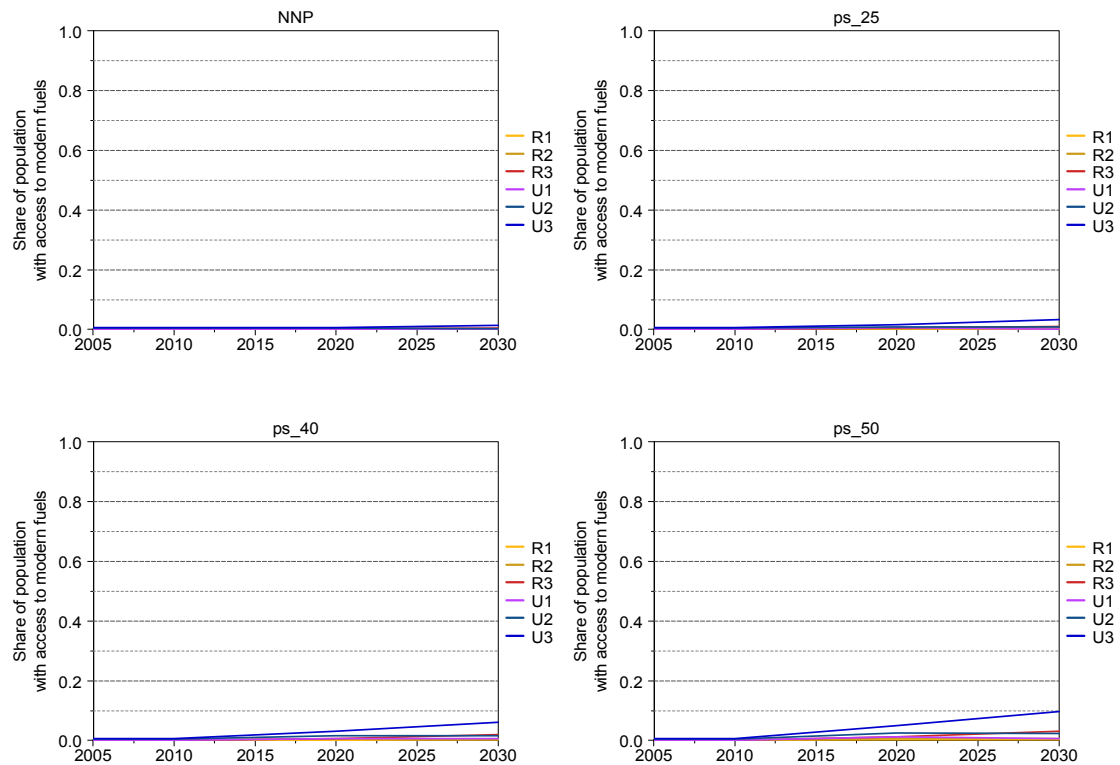 NNP
Share of population
with access to modern fuels
1.0
0.8
0.6
0.4
0.2
0.0
2005 2010 2015 2020 2025 2030
R1
R2
R3
U1
U2
U3
ps_25
Share of population
with access to modern fuels
1.0
0.8
0.6
0.4
0.2
0.0
2005 2010 2015 2020 2025 2030
R1
R2
R3
U1
U2
U3
ps_40
Share of population
with access to modern fuels
1.0
0.8
0.6
0.4
0.2
0.0
2005 2010 2015 2020 2025 2030
R1
R2
R3
U1
U2
U3
ps_50
Share of population
with access to modern fuels
1.0
0.8
0.6
0.4
0.2
0.0
2005 2010 2015 2020 2025 2030
R1
R2
R3
U1
U2
U3